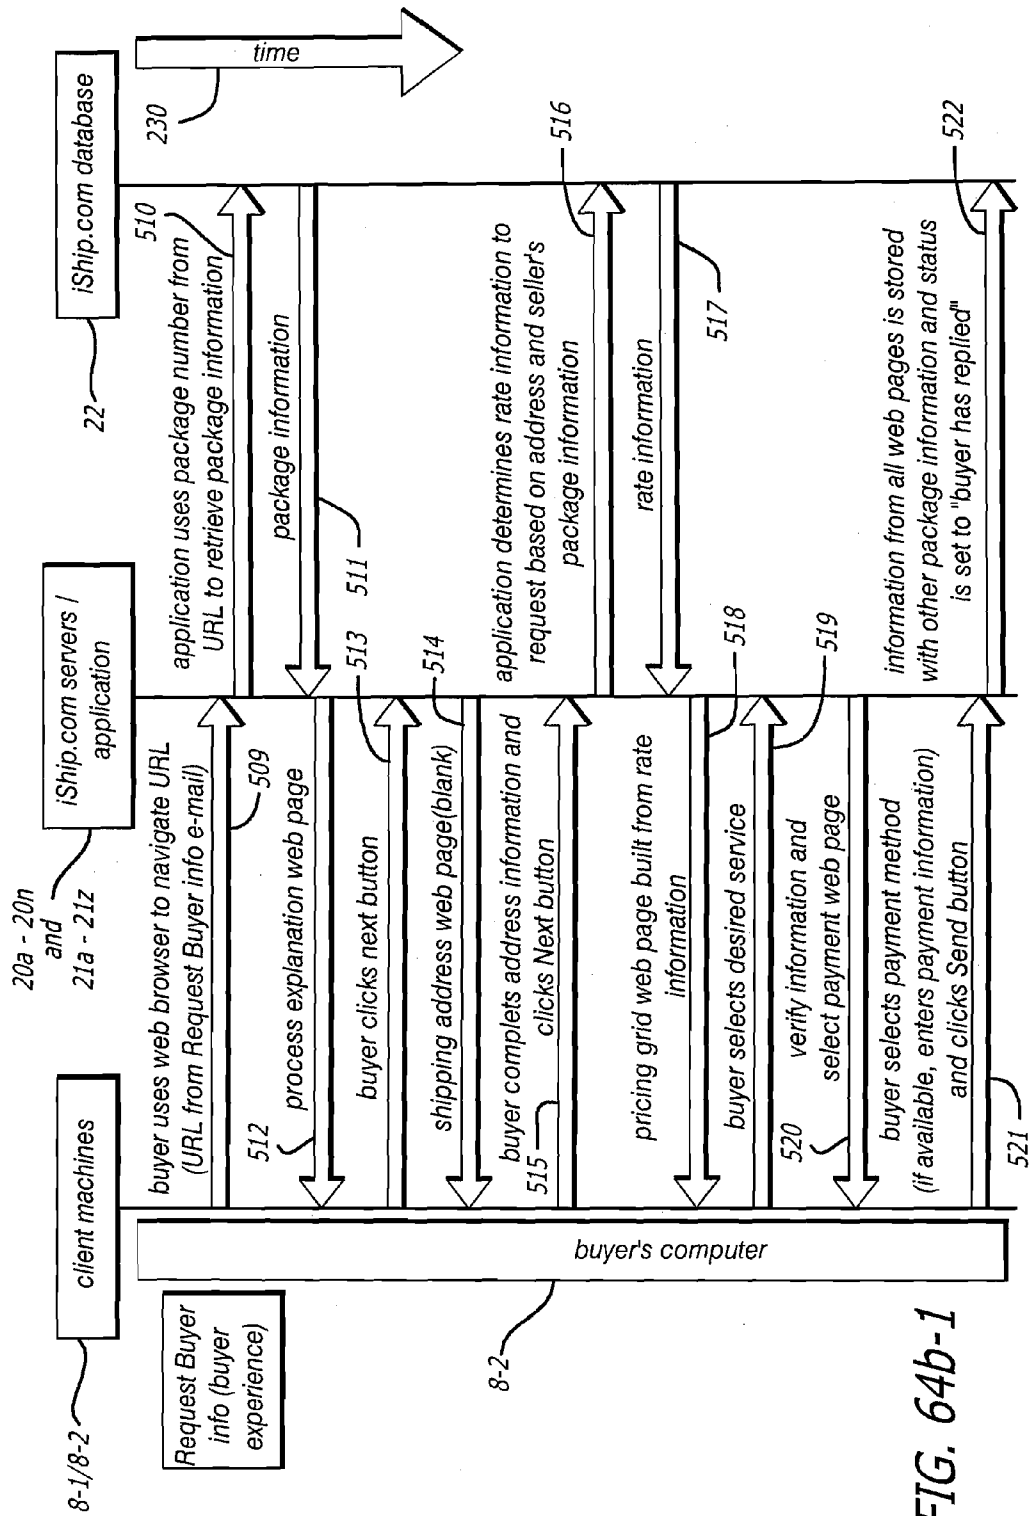 8-1/8-2
client machines
20a - 20n
and
21a - 21z
iShip.com servers /
application
22
iShip.com database
230
time
Request Buyer
info (buyer
experience)
buyer's computer
8-2
buyer uses web browser to navigate URL
(URL from Request Buyer info e-mail)
509
application uses package number from
URL to retrieve package information
510
package information
511
process explanation web page
512
buyer clicks next button
513
shipping address web page(blank)
514
buyer complets address information and
clicks Next button
515
application determines rate information to
request based on address and seller's
package information
516
rate information
517
pricing grid web page built from rate
information
518
buyer selects desired service
519
verify information and
select payment web page
520
buyer selects payment method
(if available, enters payment information)
and clicks Send button
521
information from all web pages is stored
with other package information and status
is set to "buyer has replied"
522
FIG. 64b-1